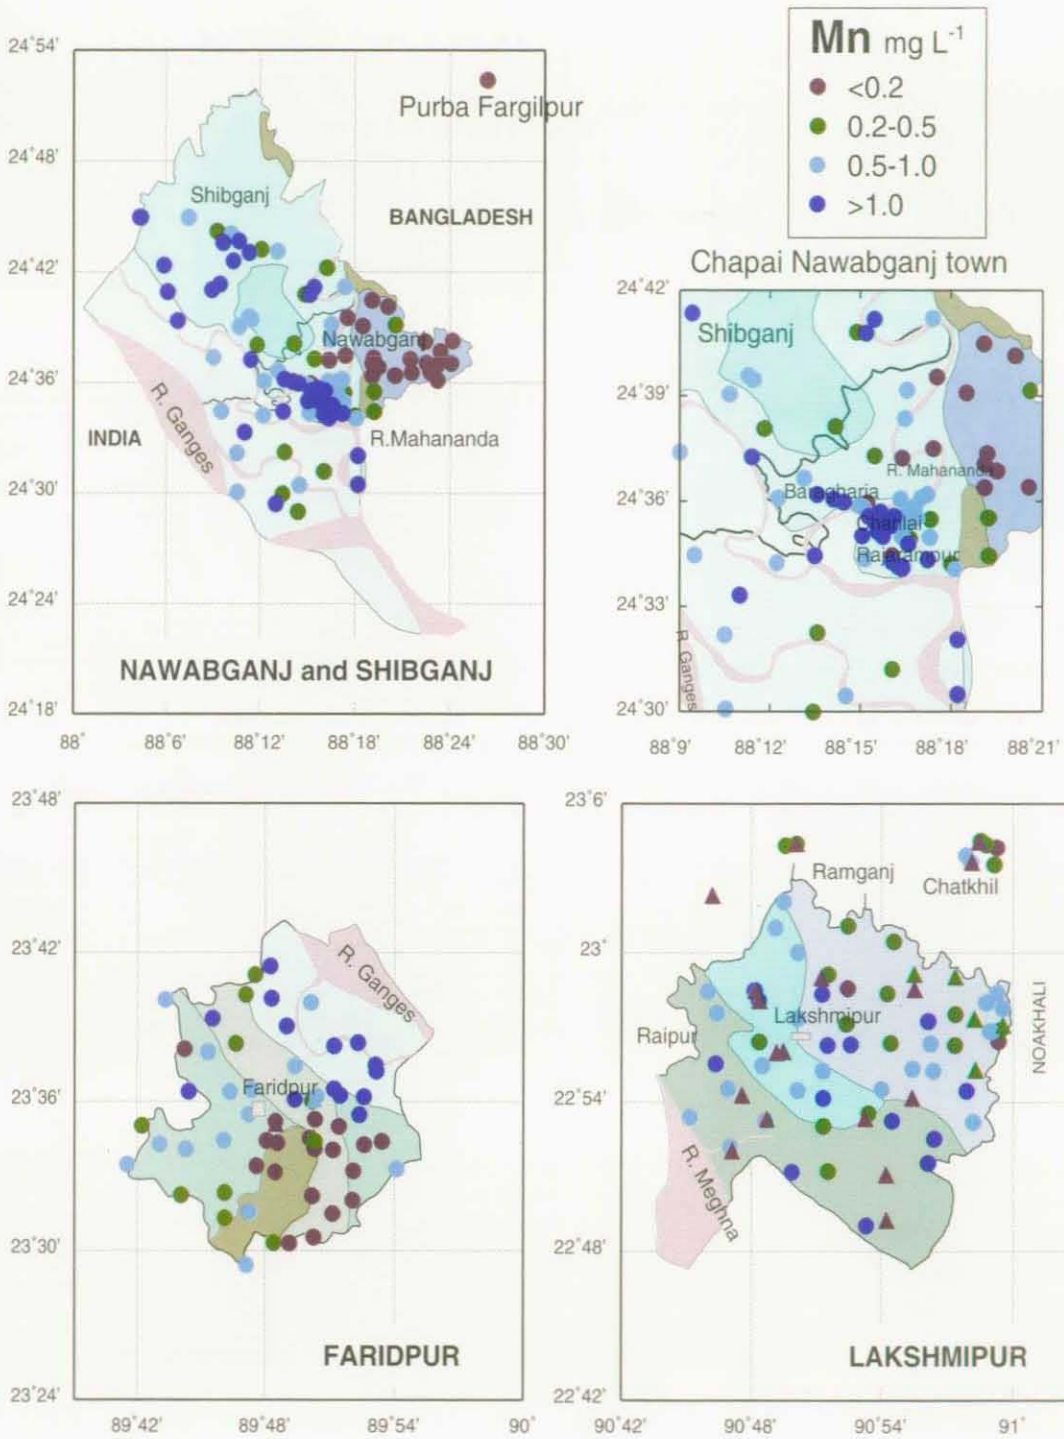 24°54'
24°48'
24°42'
24°36'
24°30'
24°24'
24°18'
88°
88°6'
88°12'
88°18'
88°24'
88°30'
Purba Fargilpur
Shibganj
BANGLADESH
Nawabganj
R. Ganges
INDIA
R.Mahananda
NAWABGANJ and SHIBGANJ
Mn mg L-1
<0.2
0.2-0.5
0.5-1.0
>1.0
Chapai Nawabganj town
24°42'
24°39'
24°36'
24°33'
24°30'
88°9'
88°12'
88°15'
88°18'
88°21'
Shibganj
R. Mahananda
Baragharia
Rajarampur
R. Ganges
23°48'
23°42'
23°36'
23°30'
23°24'
89°42'
89°48'
89°54'
90°
R. Ganges
Faridpur
FARIDPUR
23°6'
23°
22°54'
22°48'
22°42'
90°42'
90°48'
90°54'
91°
Ramganj
Chatkhil
Raipur
Lakshmipur
NOAKHALI
R. Meghna
LAKSHMIPUR